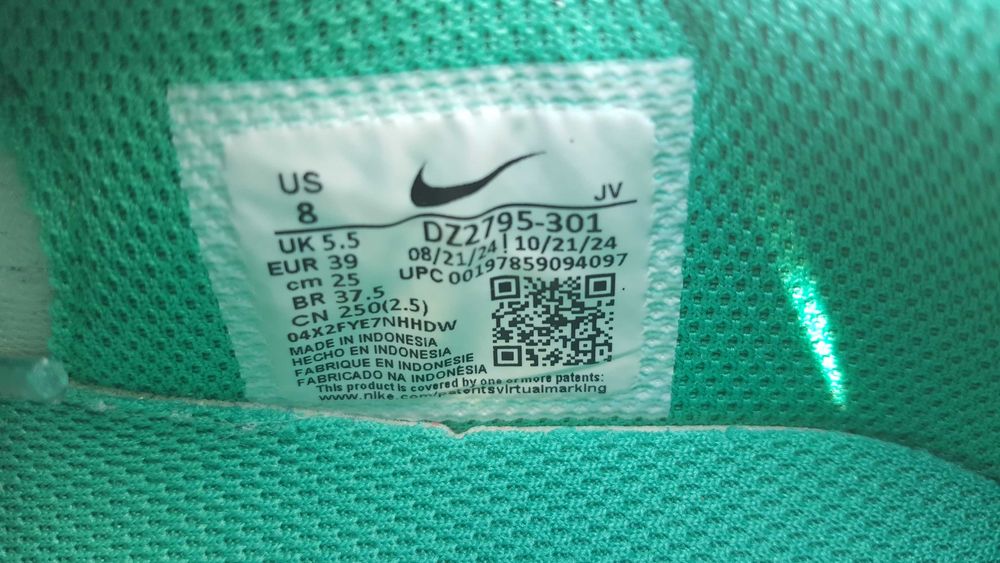 US
8
JV
DZ2795-301
UK 5.5
08/21/24 10/21/24
EUR 39
UPC 00197859094097
cm 25
BR 37.5
CN 250(2.5)
04X2FYE7NHHDW
MADE IN INDONESIA
HECHO EN INDONESIA
FABRIQUE EN INDONESIE
FABRICADO NA INDONÉSIA
This product is covered by one or more patents:
www.nike.com/patentsvirtualmarking